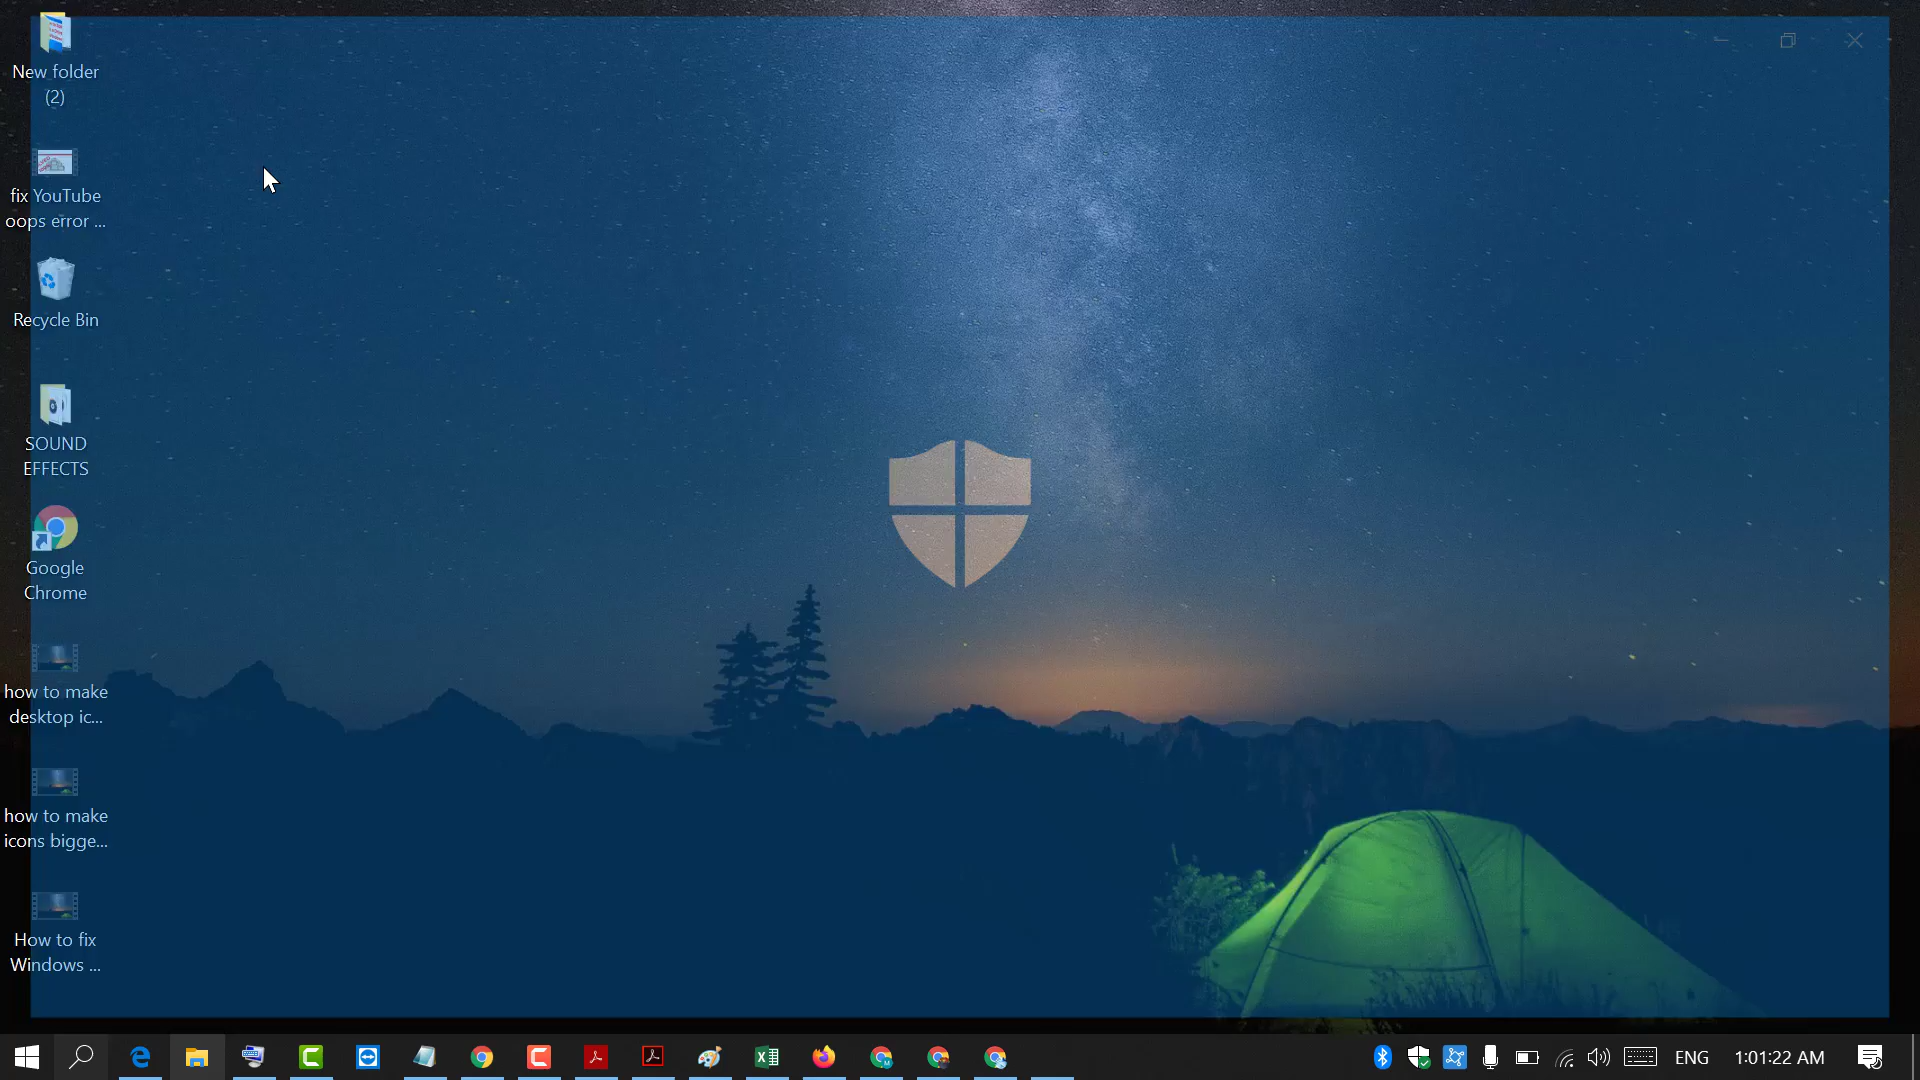 New folder
(2)
fix YouTube
oops error ...
Recycle Bin
SOUND
EFFECTS
Google
Chrome
how to make
desktop ic...
how to make
icons bigge...
How to fix
Windows ...
ENG
1:01:22 AM